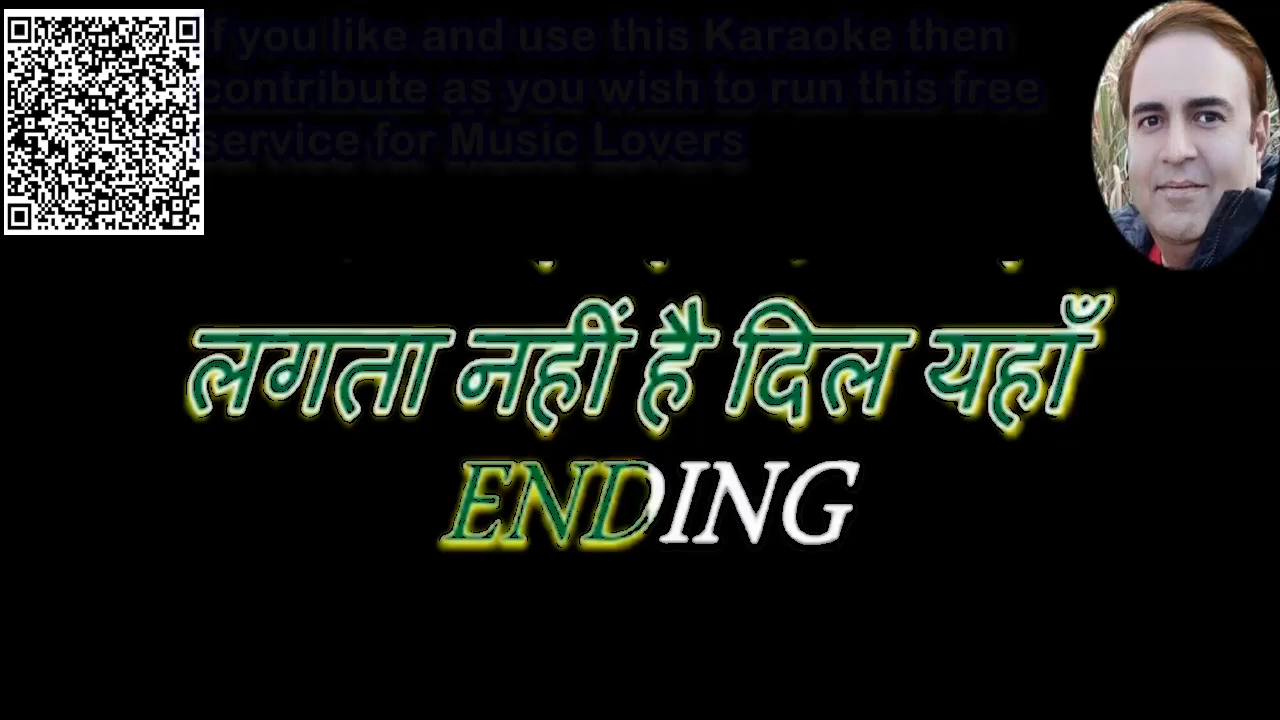 If you like and use this Karaoke then
contribute as you wish to run this free
service for Music Lovers
लगता नहीं है दिल यहाँ
ENDING